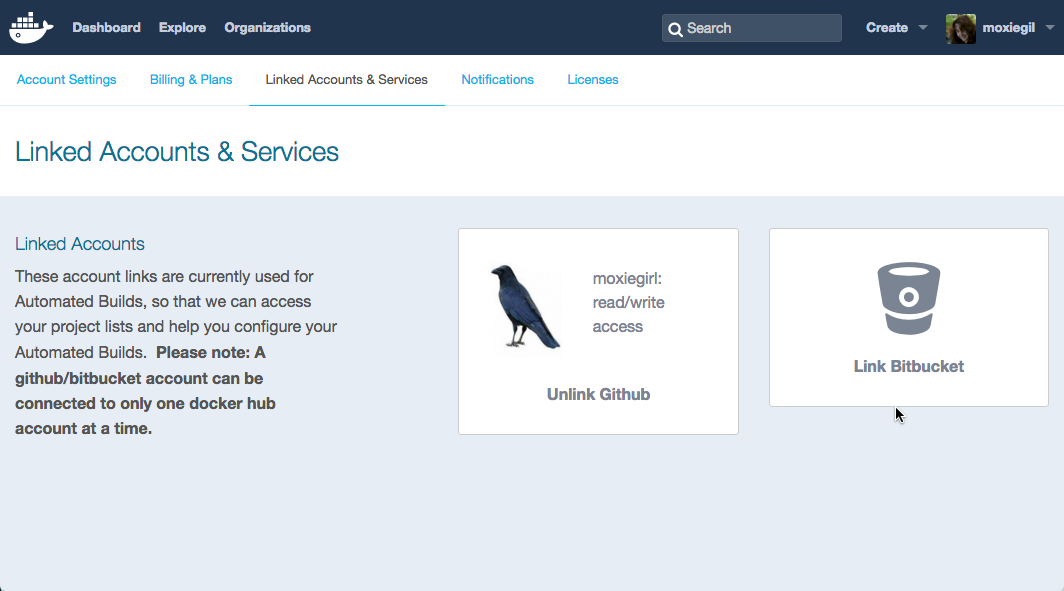 Dashboard Explore Organizations Search Create moxiegil
Account Settings Billing & Plans Linked Accounts & Services Notifications Licenses
Linked Accounts & Services
Linked Accounts
These account links are currently used for
Automated Builds, so that we can access
your project lists and help you configure your
Automated Builds. Please note: A
github/bitbucket account can be
connected to only one docker hub
account at a time.
moxiegirl:
read/write
access
Unlink Github
Link Bitbucket